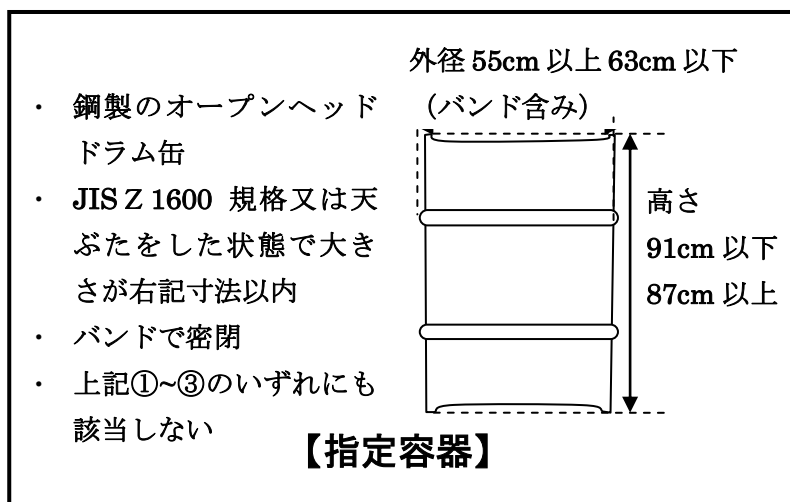 ・ 鋼製のオープンヘッド
ドラム缶
・ JIS Z 1600 規格又は天
ぶたをした状態で大き
さが右記寸法以内
・ バンドで密閉
・ 上記①~③のいずれにも
該当しない
外径 55cm 以上 63cm 以下
（バンド含み）
高さ
91cm 以下
87cm 以上
【指定容器】